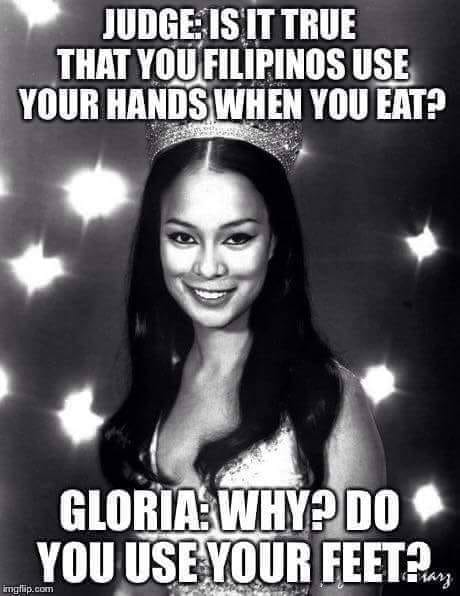 JUDGE: IS IT TRUE
THAT YOU FILIPINOS USE
YOUR HANDS WHEN YOU EAT?
GLORIA: WHY? DO
YOU USE YOUR FEET?
imgflip.com